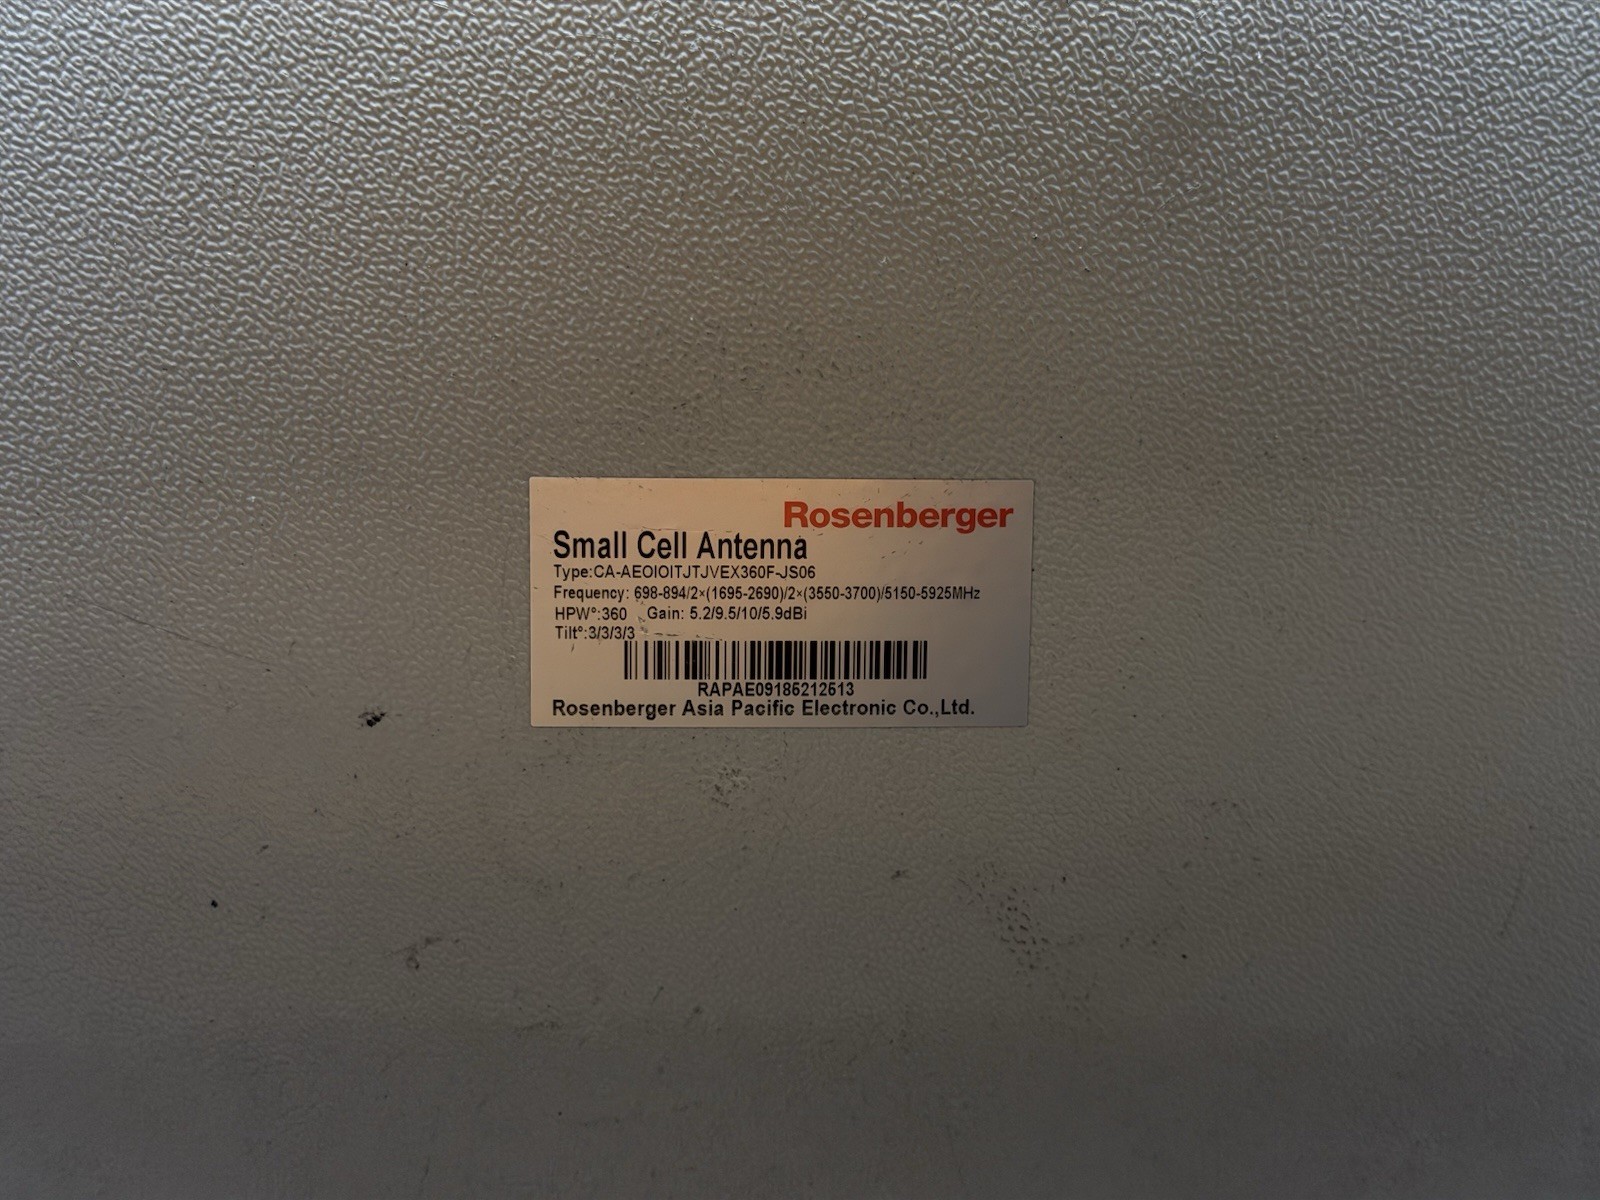 Rosenberger
Small Cell Antenna
Type:CA-AEOIOITJTJVEX360F-JS06
Frequency: 698-894/2×(1695-2690)/2×(3550-3700)/5150-5925MHz
HPW°:360 Gain: 5.2/9.5/10/5.9dBi
Tilt°:3/3/3/3
RAPAE09185212513
Rosenberger Asia Pacific Electronic Co.,Ltd.